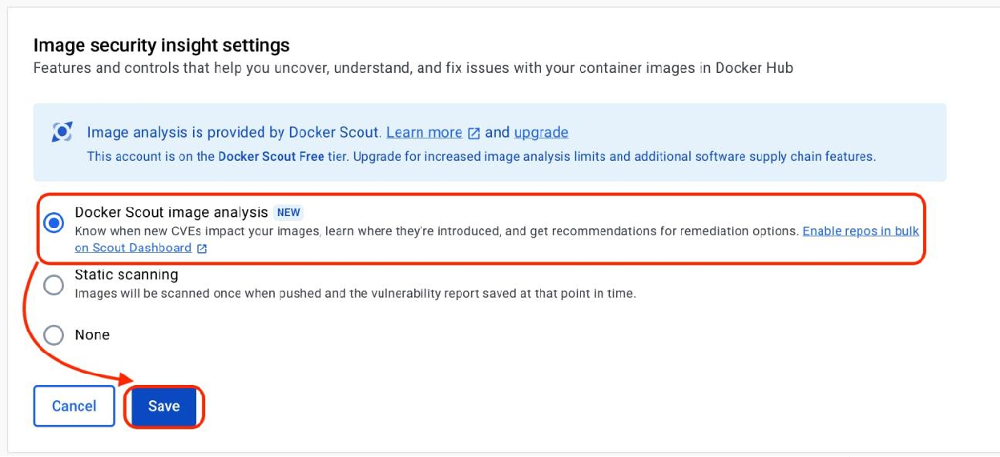 Image security insight settings
Features and controls that help you uncover, understand, and fix issues with your container images in Docker Hub
Image analysis is provided by Docker Scout. Learn more and upgrade
This account is on the Docker Scout Free tier. Upgrade for increased image analysis limits and additional software supply chain features.
Docker Scout image analysis NEW
Know when new CVEs impact your images, learn where they're introduced, and get recommendations for remediation options. Enable repos in bulk
on Scout Dashboard
Static scanning
Images will be scanned once when pushed and the vulnerability report saved at that point in time.
None
Cancel Save